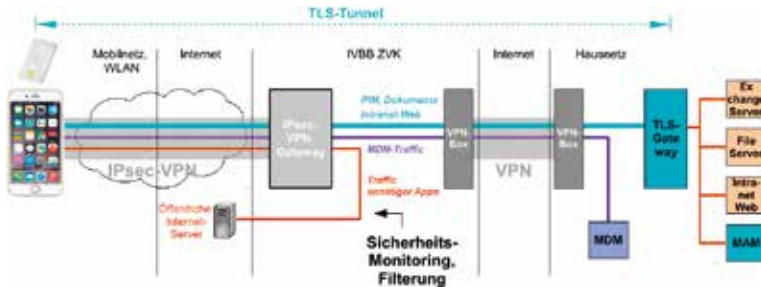 TLS-Tunnel
Mobilnetz,
WLAN
Internet
IVBB ZVK
Internet
Hausnetz
PIM, Dokumente
Intranet-Web
IPsec-
VPN-
Gateway
VPN-
Box
VPN-
Box
TLS-
Gate
way
Ex
change
Server
File
Server
Intra-
net
Web
MAM
IPsec-VPN
MDM-Traffic
VPN
Traffic
sonstiger Apps
Öffentliche
Internet-
Server
Sicherheits-
Monitoring,
Filterung
MDM